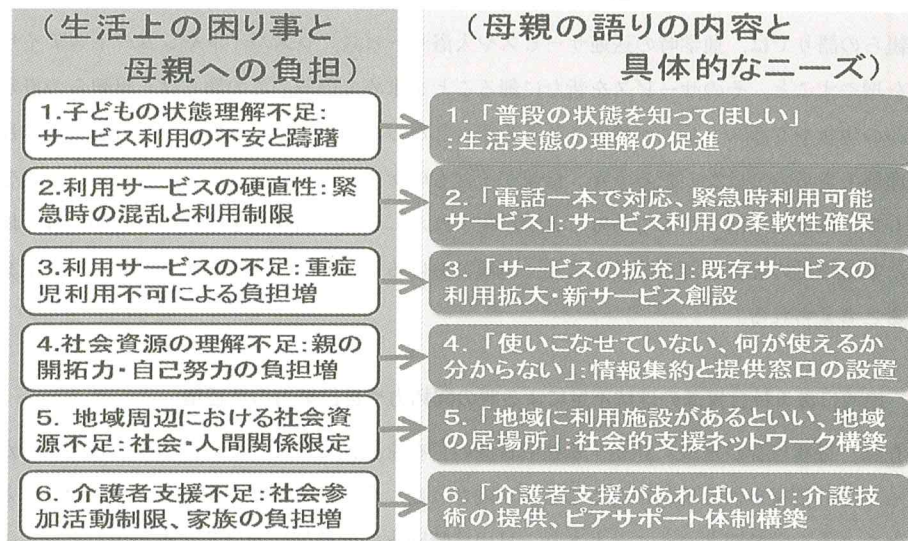 (生活上の困り事と
母親への負担)
1.子どもの状態理解不足:
サービス利用の不安と躊躇
2.利用サービスの硬直性:緊
急時の混乱と利用制限
3.利用サービスの不足:重症
児利用不可による負担増
4.社会資源の理解不足:親の
開拓力・自己努力の負担増
5. 地域周辺における社会資
源不足:社会・人間関係限定
6. 介護者支援不足:社会参
加活動制限、家族の負担増
(母親の語りの内容と
具体的なニーズ)
1.「普段の状態を知ってほしい」
:生活実態の理解の促進
2.「電話一本で対応、緊急時利用可能
サービス」:サービス利用の柔軟性確保
3.「サービスの拡充」:既存サービスの
利用拡大・新サービス創設
4.「使いこなせていない、何が使えるか
分からない」:情報集約と提供窓口の設置
5.「地域に利用施設があるといい、地域
の居場所」:社会的支援ネットワーク構築
6.「介護者支援があればいい」:介護技
術の提供、ピアサポート体制構築